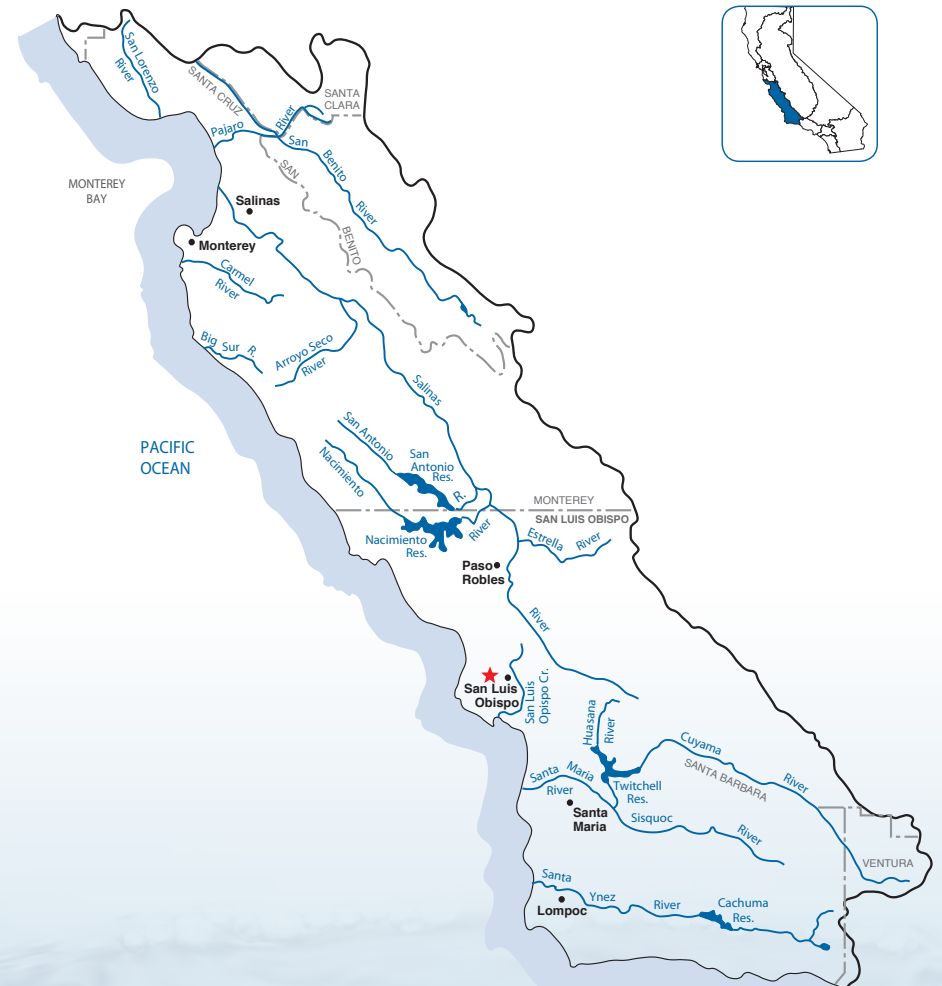 San Lorenzo
River
SANTA CRUZ
SANTA
CLARA
Pajaro
River
San
Benito
River
SAN
BENITO
MONTEREY
BAY
Salinas
Monterey
Carmel
River
Big Sur R.
Arroyo Seco
River
Salinas
PACIFIC
OCEAN
San Antonio
San
Antonio
Res.
R.
Nacimiento
River
Nacimiento
Res.
MONTEREY
SAN LUIS OBISPO
Estrella River
Paso
Robles
River
San Luis
Obispo
San Luis
Opispo Cr.
Huasana
River
Cuyama
River
SANTA BARBARA
Twitchell
Res.
Santa Maria
River
Santa
Maria
Sisquoc
River
VENTURA
Santa
Ynez
River
Lompoc
Cachuma
Res.